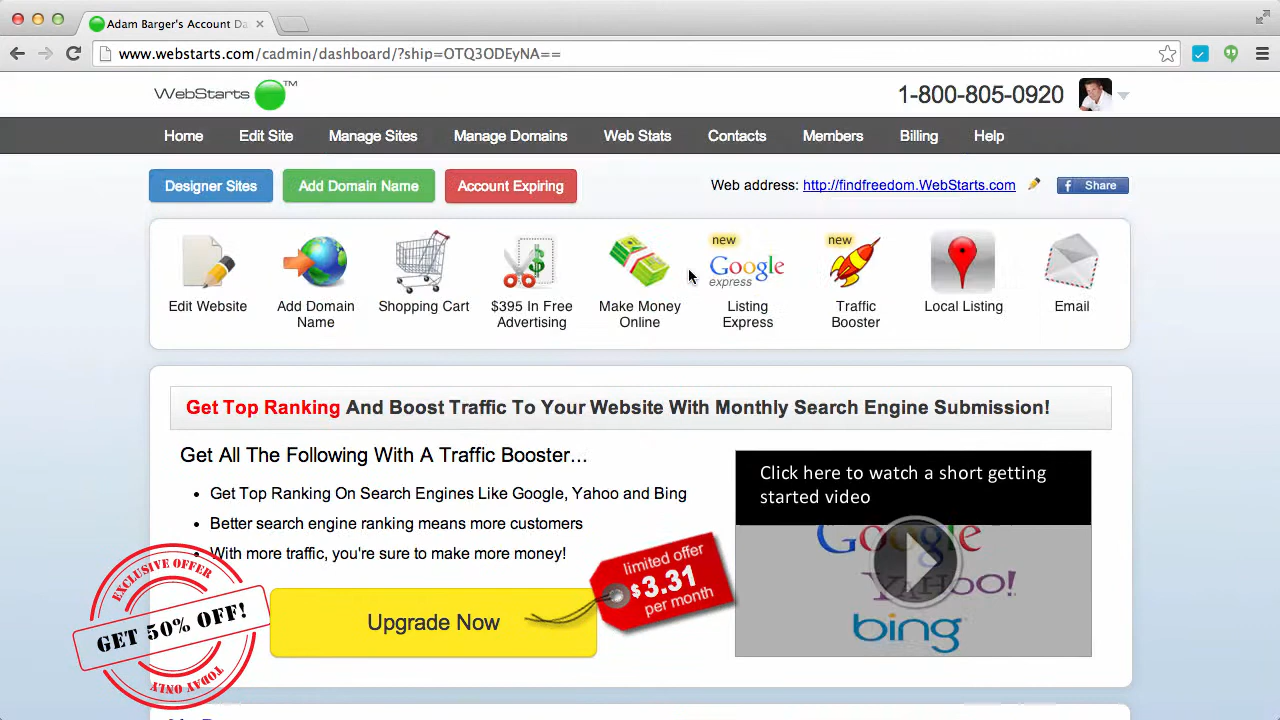 Adam Barger's Account Da
www.webstarts.com/cadmin/dashboard/?ship=OTQ3ODEyNA==
WebStarts™
1-800-805-0920
Home Edit Site Manage Sites Manage Domains Web Stats Contacts Members Billing Help
Designer Sites Add Domain Name Account Expiring Web address: http://findfreedom.WebStarts.com f Share
new
new
Google
express
$
Edit Website
Add Domain
Name
Shopping Cart
$395 In Free
Advertising
Make Money
Online
Listing
Express
Traffic
Booster
Local Listing
Email
Get Top Ranking And Boost Traffic To Your Website With Monthly Search Engine Submission!
Get All The Following With A Traffic Booster...
• Get Top Ranking On Search Engines Like Google, Yahoo and Bing
• Better search engine ranking means more customers
• With more traffic, you're sure to make more money!
Click here to watch a short getting
started video
Google
YAHOO!
bing
limited offer
$3.31
per month
Upgrade Now
EXCLUSIVE OFFER
GET 50% OFF!
TODAY ONLY